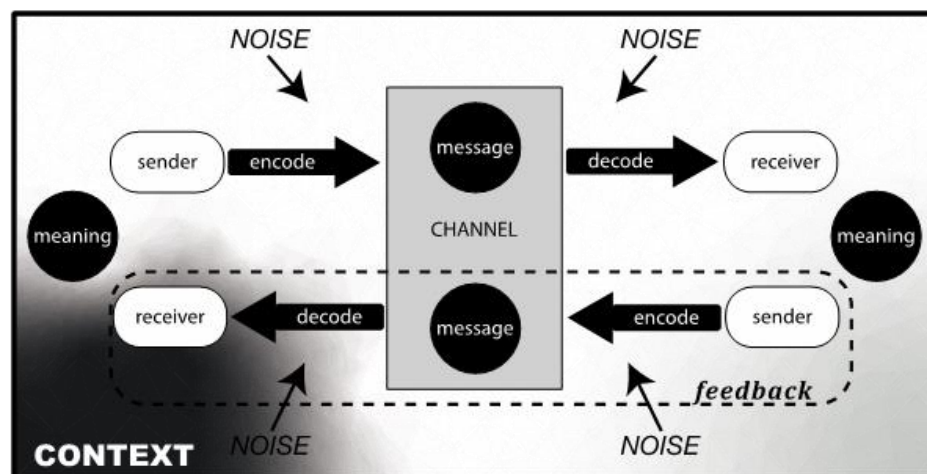 NOISE
NOISE
sender
encode
message
decode
receiver
meaning
CHANNEL
meaning
receiver
decode
message
encode
sender
feedback
NOISE
NOISE
CONTEXT